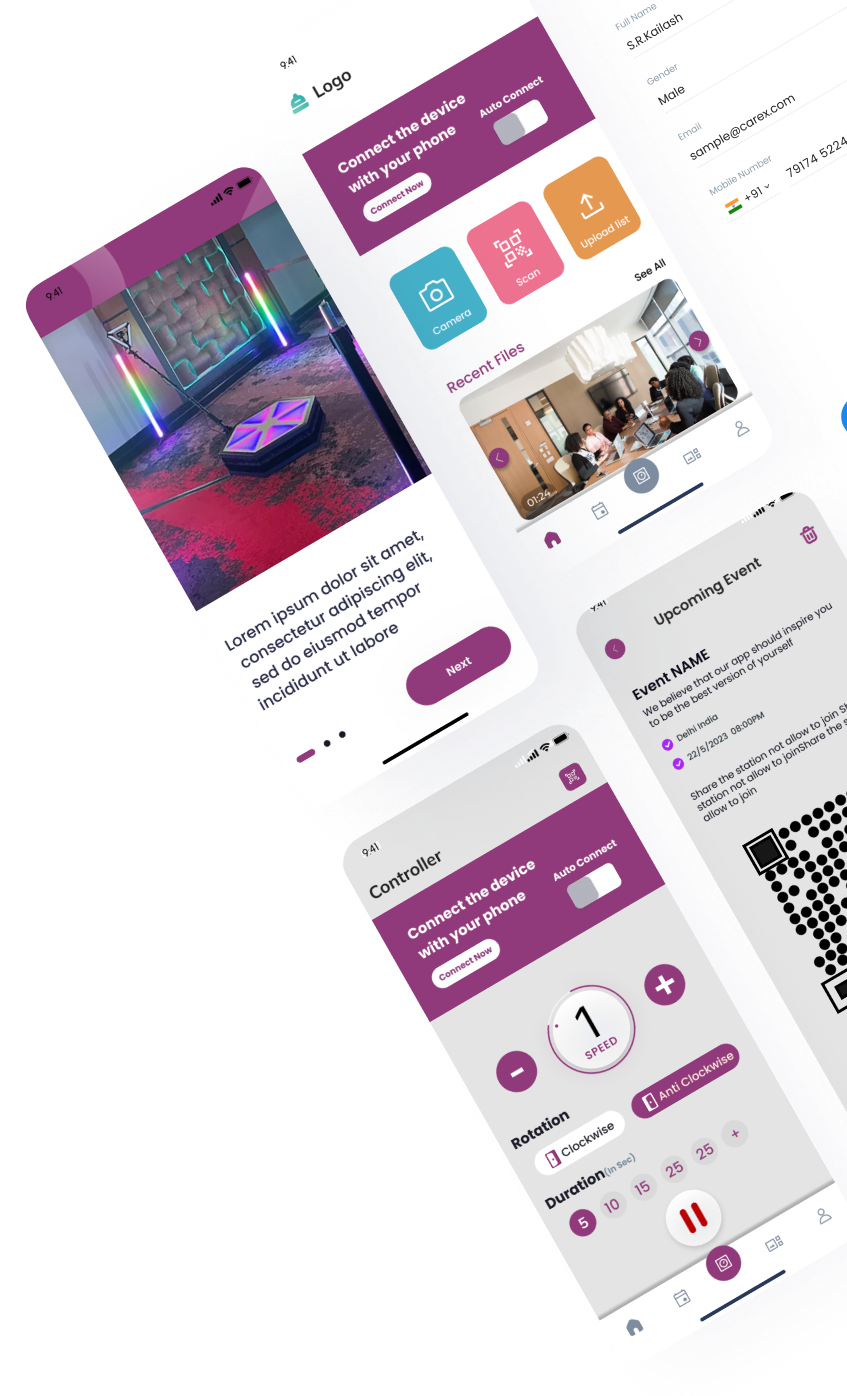 9:41
Lorem ipsum dolor sit amet,
consectetur adipiscing elit,
sed do eiusmod tempor
incididunt ut labore
Next
9:41
Logo
Connect the device
with your phone
Connect Now
Auto Connect
Camera
Scan
Upload list
Recent Files
See All
01:24
Full Name
S.R.Kailash
Gender
Male
Email
sample@carex.com
Mobile Number
+91
79174 5224
9:41
Controller
Connect the device
with your phone
Connect Now
Auto Connect
-
1
SPEED
+
Rotation
Clockwise
Anti Clockwise
Duration(In Sec)
5
10
15
25
25
+
9:41
Upcoming Event
Event NAME
We believe that our app should inspire you
to be the best version of yourself
Delhi India
22/5/2023 08:00PM
Share the station not allow to join
station not allow to joinShare the
allow to join